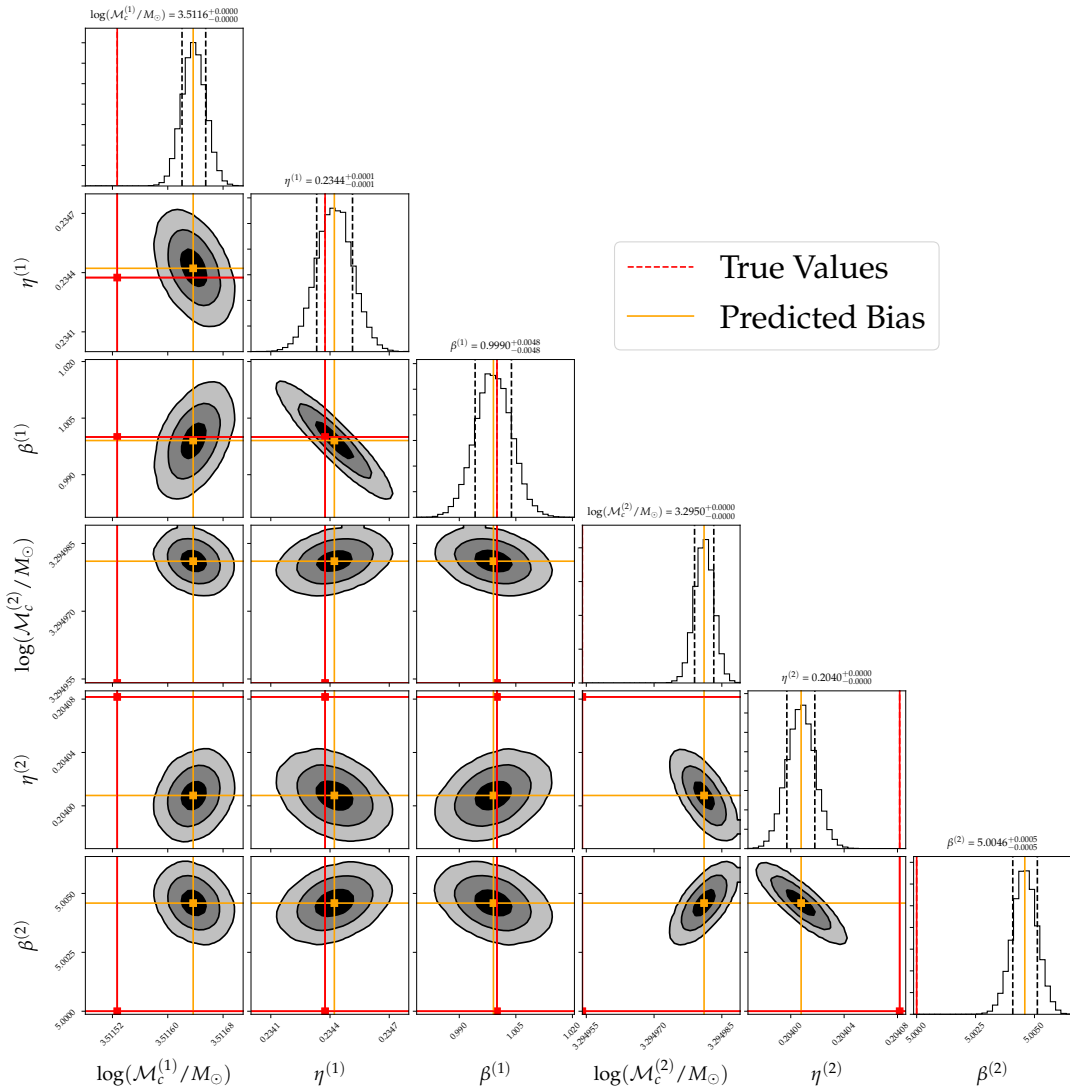 log(ℳ_c^{(1)}/M_⊙) = 3.5116^{+0.0000}_{−0.0000}
0.2347
0.2344
0.2341
η^{(1)}
η^{(1)} = 0.2344^{+0.0001}_{−0.0001}
True Values
Predicted Bias
1.020
1.005
0.990
β^{(1)}
β^{(1)} = 0.9990^{+0.0048}_{−0.0048}
3.294985
3.294970
3.294955
log(ℳ_c^{(2)}/M_⊙)
log(ℳ_c^{(2)}/M_⊙) = 3.2950^{+0.0000}_{−0.0000}
0.20408
0.20404
0.20400
η^{(2)}
η^{(2)} = 0.2040^{+0.0000}_{−0.0000}
5.0050
5.0025
5.0000
β^{(2)}
β^{(2)} = 5.0046^{+0.0005}_{−0.0005}
3.51152 3.51160 3.51168 0.2341 0.2344 0.2347 0.990 1.005 1.020 3.294955 3.294970 3.294985 0.20400 0.20404 0.20408 5.0000 5.0025 5.0050
log(ℳ_c^{(1)}/M_⊙) η^{(1)} β^{(1)} log(ℳ_c^{(2)}/M_⊙) η^{(2)} β^{(2)}